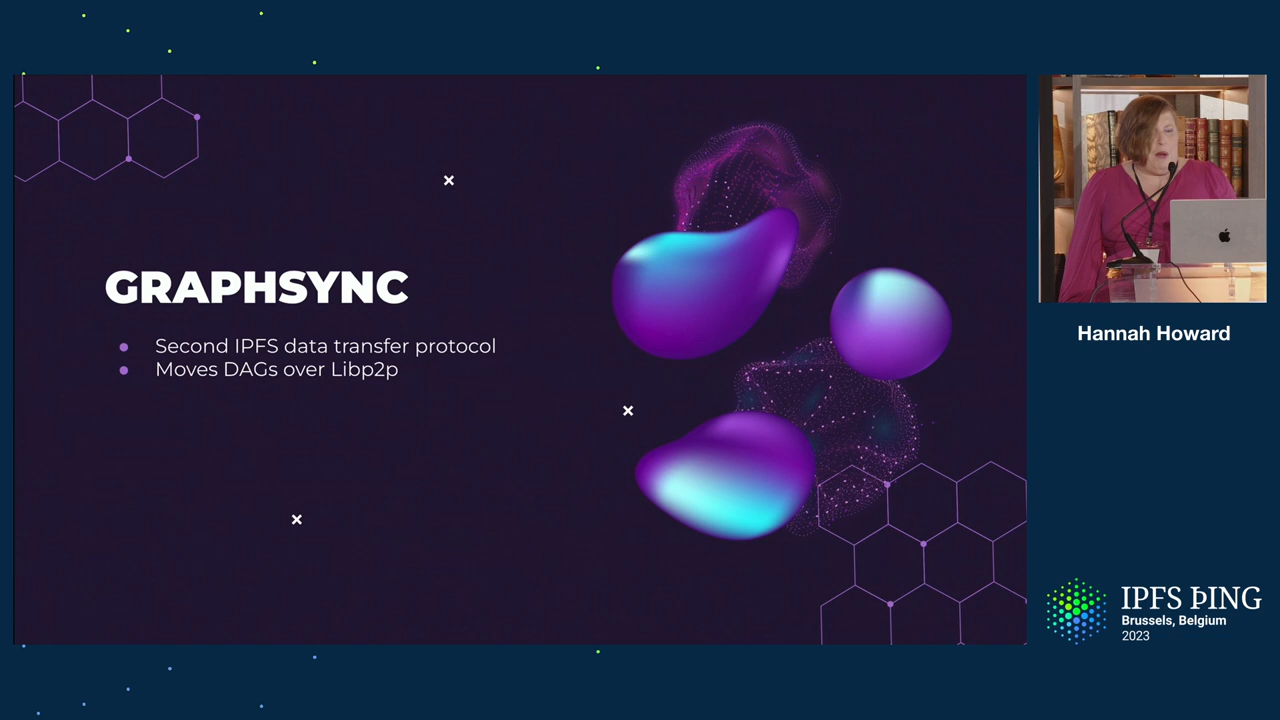 GRAPHSYNC
Second IPFS data transfer protocol
Moves DAGs over Libp2p
Hannah Howard
IPFS ÞING
Brussels, Belgium
2023